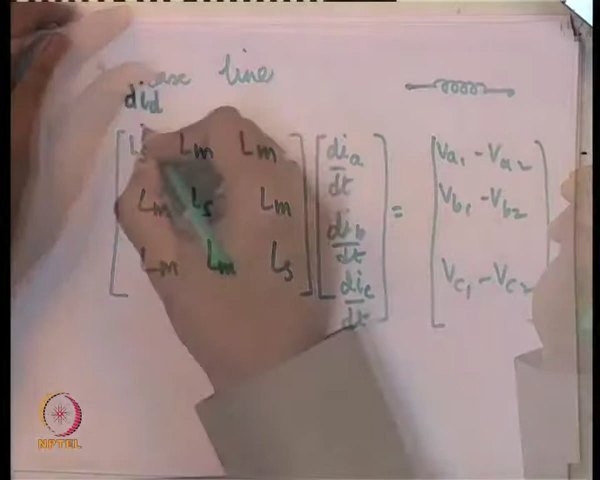 line
did
Ls Lm Lm dia/dt Va1 - Va2
Lm Ls Lm dib/dt = Vb1 - Vb2
Lm Lm Ls dic/dt Vc1 - Vc2
NPTEL